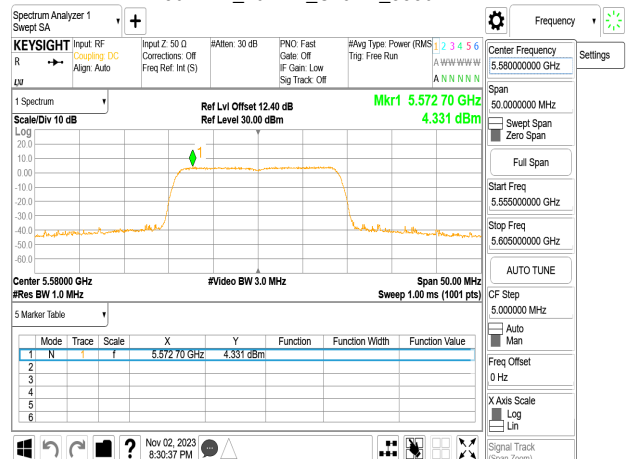 Spectrum Analyzer 1
Swept SA
Frequency
KEYSIGHT
R
Input: RF
Coupling: DC
Align: Auto
Input Z: 50 Ω
Corrections: Off
Freq Ref: Int (S)
#Atten: 30 dB
PNO: Fast
Gate: Off
IF Gain: Low
Sig Track: Off
#Avg Type: Power (RMS
Trig: Free Run
1 2 3 4 5 6
A W W W W W
A N N N N N
Center Frequency
5.580000000 GHz
Settings
Span
50.0000000 MHz
Swept Span
Zero Span
Full Span
Start Freq
5.555000000 GHz
Stop Freq
5.605000000 GHz
AUTO TUNE
CF Step
5.000000 MHz
Auto
Man
Freq Offset
0 Hz
X Axis Scale
Log
Lin
Signal Track
(Span Zoom)
1 Spectrum
Scale/Div 10 dB
Ref Lvl Offset 12.40 dB
Ref Level 30.00 dBm
Mkr1 5.572 70 GHz
4.331 dBm
Log
20.0
10.0
0.00
-10.0
-20.0
-30.0
-40.0
-50.0
-60.0
1
Center 5.58000 GHz
#Res BW 1.0 MHz
#Video BW 3.0 MHz
Span 50.00 MHz
Sweep 1.00 ms (1001 pts)
5 Marker Table
Mode Trace Scale X Y Function Function Width Function Value
1 N 1 f 5.572 70 GHz 4.331 dBm
2
3
4
5
6
?
Nov 02, 2023
8:30:37 PM